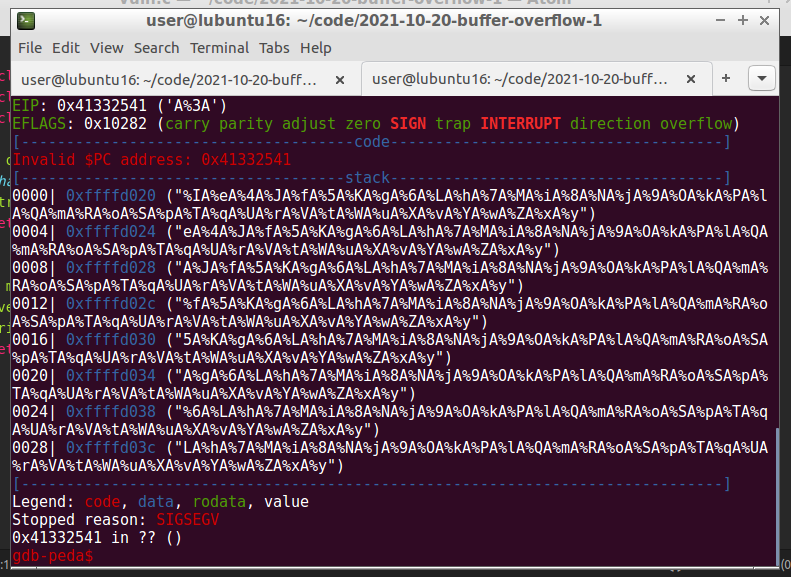 vuln.c — ~/code/2021-10-20-buffer-overflow-1 — Atom
user@lubuntu16: ~/code/2021-10-20-buffer-overflow-1
File Edit View Search Terminal Tabs Help
user@lubuntu16: ~/code/2021-10-20-buff... × user@lubuntu16: ~/code/2021-10-20-buff... × +
EIP: 0x41332541 ('A%3A')
EFLAGS: 0x10282 (carry parity adjust zero SIGN trap INTERRUPT direction overflow)
[-------------------------------------code-------------------------------------]
Invalid $PC address: 0x41332541
[------------------------------------stack-------------------------------------]
0000| 0xffffd020 ("%IA%eA%4A%JA%fA%5A%KA%gA%6A%LA%hA%7A%MA%iA%8A%NA%jA%9A%OA%kA%PA%l
A%QA%mA%RA%oA%SA%pA%TA%qA%UA%rA%VA%tA%WA%uA%XA%vA%YA%wA%ZA%xA%y")
0004| 0xffffd024 ("eA%4A%JA%fA%5A%KA%gA%6A%LA%hA%7A%MA%iA%8A%NA%jA%9A%OA%kA%PA%lA%QA
%mA%RA%oA%SA%pA%TA%qA%UA%rA%VA%tA%WA%uA%XA%vA%YA%wA%ZA%xA%y")
0008| 0xffffd028 ("A%JA%fA%5A%KA%gA%6A%LA%hA%7A%MA%iA%8A%NA%jA%9A%OA%kA%PA%lA%QA%mA%
RA%oA%SA%pA%TA%qA%UA%rA%VA%tA%WA%uA%XA%vA%YA%wA%ZA%xA%y")
0012| 0xffffd02c ("%fA%5A%KA%gA%6A%LA%hA%7A%MA%iA%8A%NA%jA%9A%OA%kA%PA%lA%QA%mA%RA%o
A%SA%pA%TA%qA%UA%rA%VA%tA%WA%uA%XA%vA%YA%wA%ZA%xA%y")
0016| 0xffffd030 ("5A%KA%gA%6A%LA%hA%7A%MA%iA%8A%NA%jA%9A%OA%kA%PA%lA%QA%mA%RA%oA%SA
%pA%TA%qA%UA%rA%VA%tA%WA%uA%XA%vA%YA%wA%ZA%xA%y")
0020| 0xffffd034 ("A%gA%6A%LA%hA%7A%MA%iA%8A%NA%jA%9A%OA%kA%PA%lA%QA%mA%RA%oA%SA%pA%
TA%qA%UA%rA%VA%tA%WA%uA%XA%vA%YA%wA%ZA%xA%y")
0024| 0xffffd038 ("%6A%LA%hA%7A%MA%iA%8A%NA%jA%9A%OA%kA%PA%lA%QA%mA%RA%oA%SA%pA%TA%q
A%UA%rA%VA%tA%WA%uA%XA%vA%YA%wA%ZA%xA%y")
0028| 0xffffd03c ("LA%hA%7A%MA%iA%8A%NA%jA%9A%OA%kA%PA%lA%QA%mA%RA%oA%SA%pA%TA%qA%UA
%rA%VA%tA%WA%uA%XA%vA%YA%wA%ZA%xA%y")
[------------------------------------------------------------------------------]
Legend: code, data, rodata, value
Stopped reason: SIGSEGV
0x41332541 in ?? ()
gdb-peda$